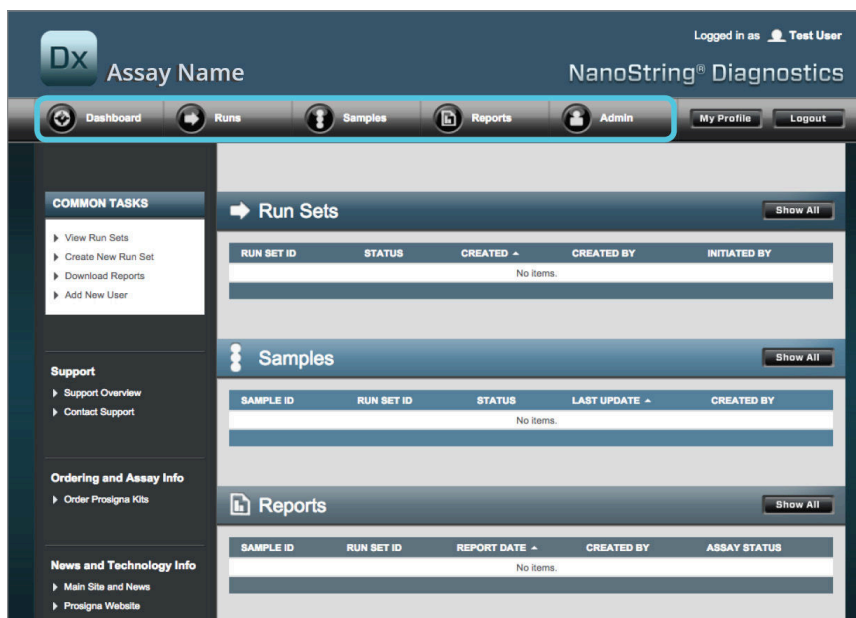 Logged in as Test User
Dx Assay Name
NanoString® Diagnostics
Dashboard Runs Samples Reports Admin My Profile Logout
COMMON TASKS
View Run Sets
Create New Run Set
Download Reports
Add New User
Support
Support Overview
Contact Support
Ordering and Assay Info
Order Prosigna Kits
News and Technology Info
Main Site and News
Prosigna Website
Run Sets Show All
RUN SET ID STATUS CREATED CREATED BY INITIATED BY
No items.
Samples Show All
SAMPLE ID RUN SET ID STATUS LAST UPDATE CREATED BY
No items.
Reports Show All
SAMPLE ID RUN SET ID REPORT DATE CREATED BY ASSAY STATUS
No items.